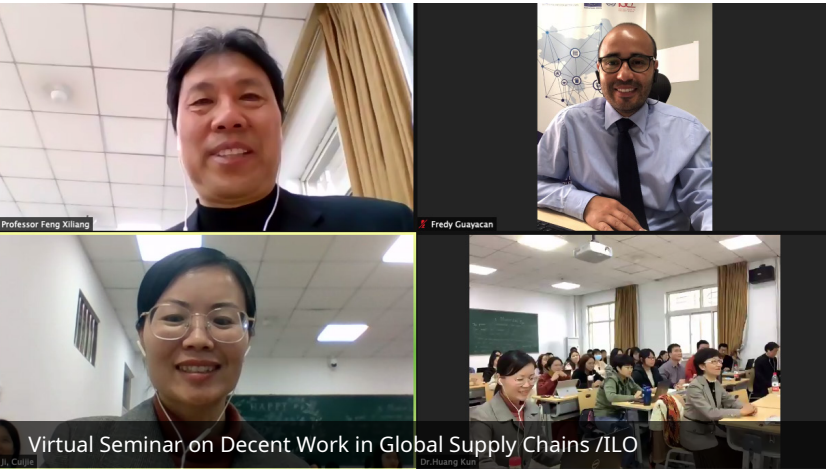 Professor Feng Xiliang
Fredy Guayacan
Virtual Seminar on Decent Work in Global Supply Chains /ILO
Ji, Cuijie
Dr.Huang Kun